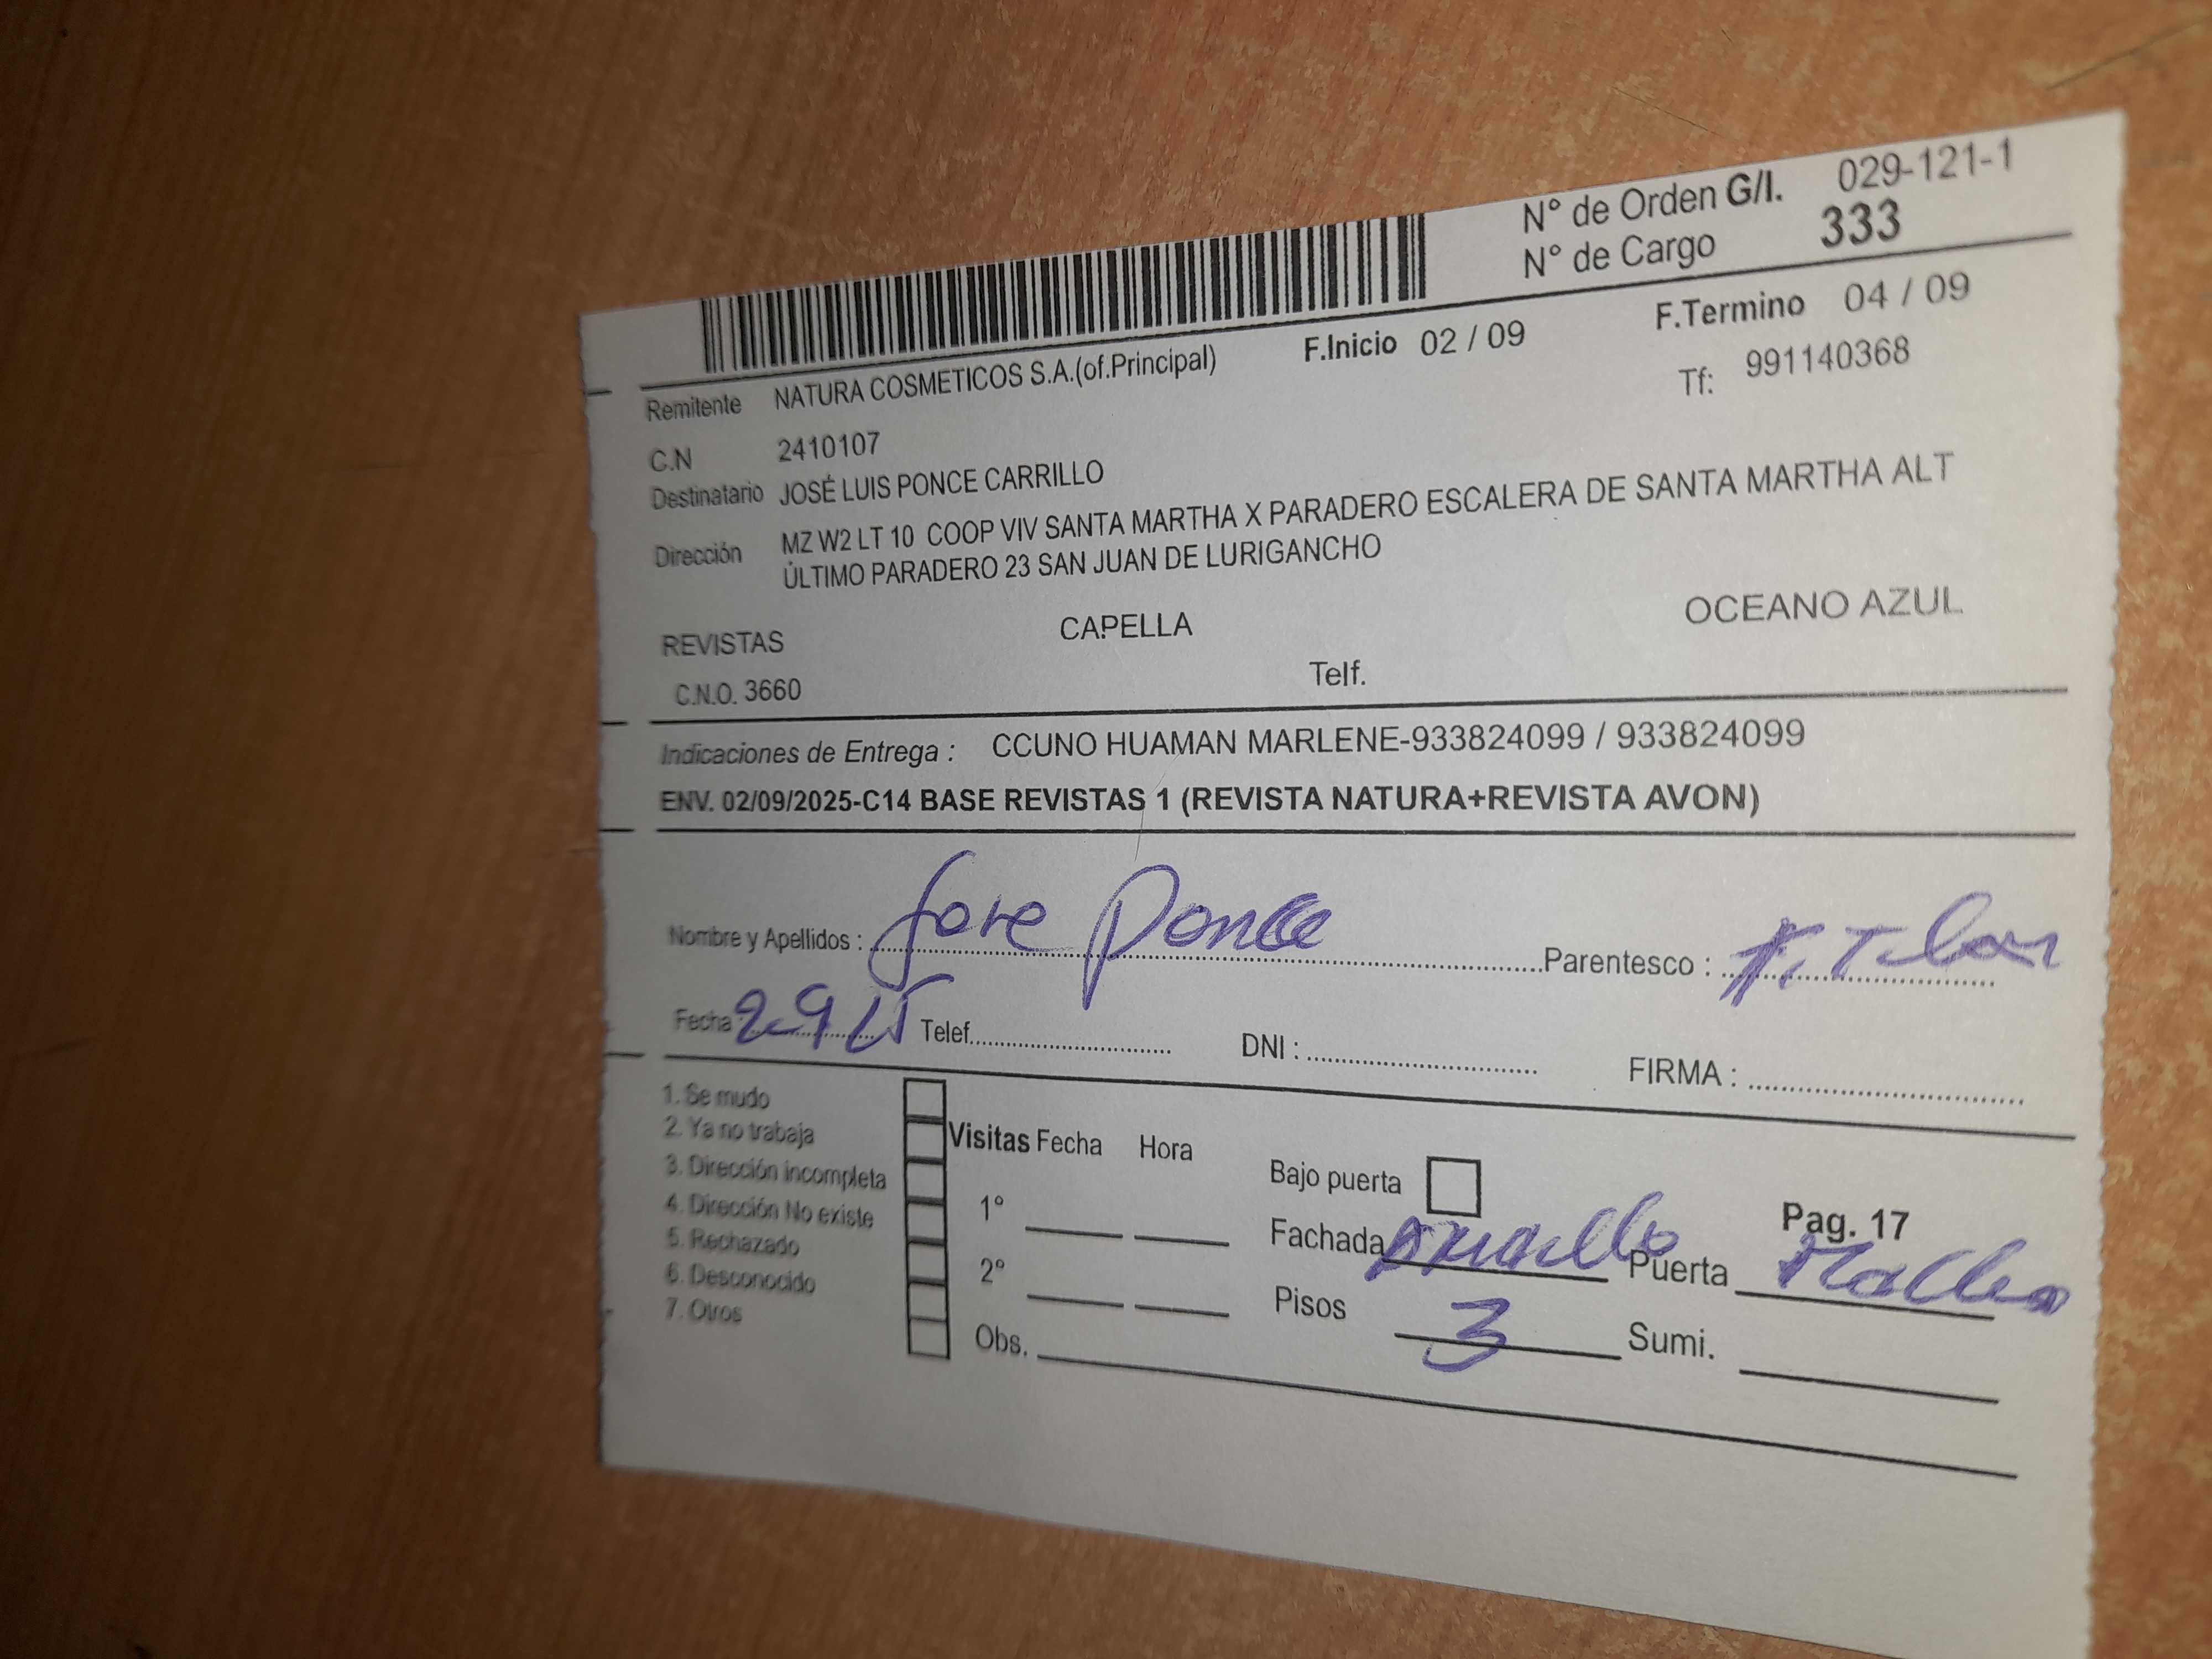 N° de Orden G/I. 029-121-1
N° de Cargo 333
F.Inicio 02 / 09 F.Termino 04 / 09
Remitente NATURA COSMETICOS S.A.(of.Principal) Tf: 991140368
C.N 2410107
Destinatario JOSÉ LUIS PONCE CARRILLO
Dirección MZ W2 LT 10 COOP VIV SANTA MARTHA X PARADERO ESCALERA DE SANTA MARTHA ALT
ÚLTIMO PARADERO 23 SAN JUAN DE LURIGANCHO
REVISTAS CAPELLA OCEANO AZUL
C.N.O. 3660 Telf.
Indicaciones de Entrega : CCUNO HUAMAN MARLENE-933824099 / 933824099
ENV. 02/09/2025-C14 BASE REVISTAS 1 (REVISTA NATURA+REVISTA AVON)
Nombre y Apellidos : Jose Ponce Parentesco :
Fecha Telef. DNI : FIRMA :
1. Se mudo
2. Ya no trabaja Visitas Fecha Hora
3. Dirección incompleta Bajo puerta
4. Dirección No existe 1° Pag. 17
5. Rechazado Fachada Puerta
6. Desconocido 2°
7. Otros Pisos 3 Sumi.
Obs.